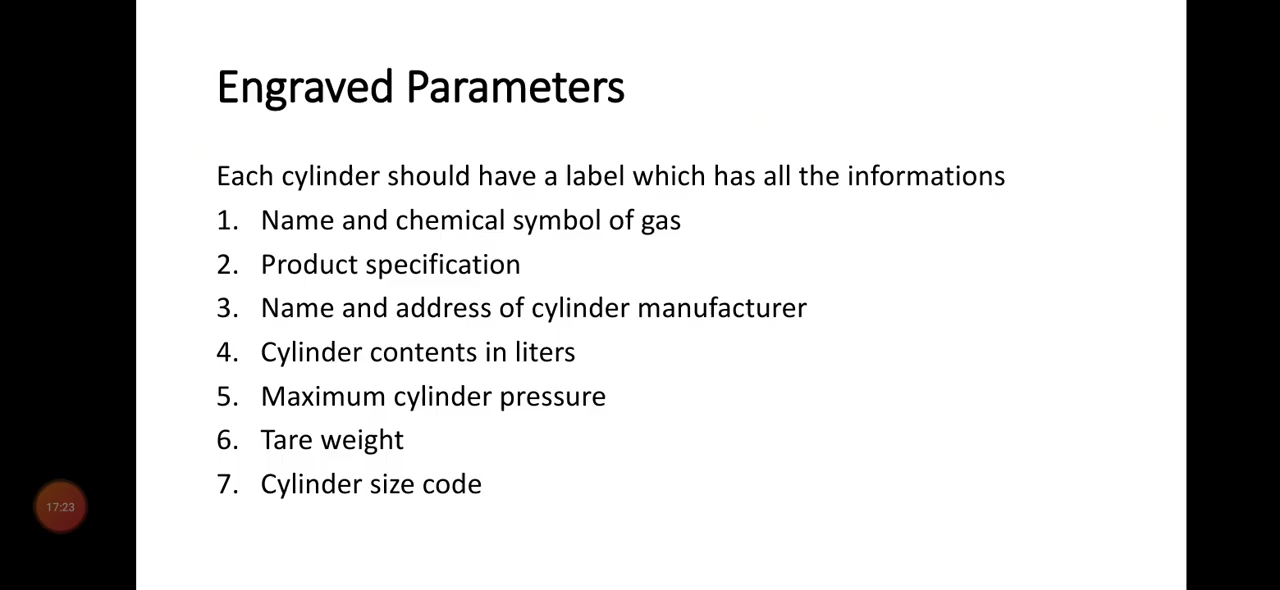 Engraved Parameters
Each cylinder should have a label which has all the informations
1. Name and chemical symbol of gas
2. Product specification
3. Name and address of cylinder manufacturer
4. Cylinder contents in liters
5. Maximum cylinder pressure
6. Tare weight
7. Cylinder size code
17:23